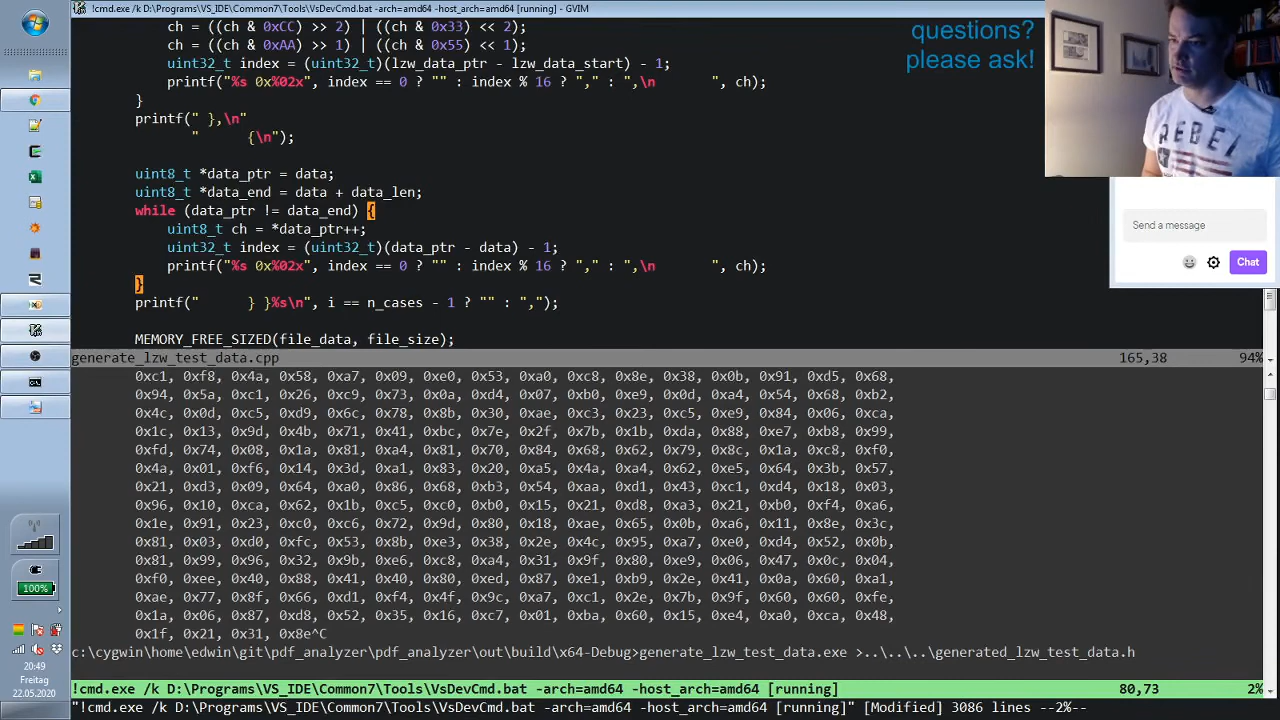 !cmd.exe /k D:\Programs\VS_IDE\Common7\Tools\VsDevCmd.bat -arch=amd64 -host_arch=amd64 [running] - GVIM
ch = ((ch & 0xCC) >> 2) | ((ch & 0x33) << 2);
ch = ((ch & 0xAA) >> 1) | ((ch & 0x55) << 1);
uint32_t index = (uint32_t)(lzw_data_ptr - lzw_data_start) - 1;
printf("%s 0x%02x", index == 0 ? "" : index % 16 ? "," : ",\n       ", ch);
}
printf(" },\n"
"      {\n");
uint8_t *data_ptr = data;
uint8_t *data_end = data + data_len;
while (data_ptr != data_end) {
uint8_t ch = *data_ptr++;
uint32_t index = (uint32_t)(data_ptr - data) - 1;
printf("%s 0x%02x", index == 0 ? "" : index % 16 ? "," : ",\n       ", ch);
}
printf("      } }%s\n", i == n_cases - 1 ? "" : ",");
MEMORY_FREE_SIZED(file_data, file_size);
generate_lzw_test_data.cpp 165,38 94%
0xc1, 0xf8, 0x4a, 0x58, 0xa7, 0x09, 0xe0, 0x53, 0xa0, 0xc8, 0x8e, 0x38, 0x0b, 0x91, 0xd5, 0x68,
0x94, 0x5a, 0xc1, 0x26, 0xc9, 0x73, 0x0a, 0xd4, 0x07, 0xb0, 0xe9, 0x0d, 0xa4, 0x54, 0x68, 0xb2,
0x4c, 0x0d, 0xc5, 0xd9, 0x6c, 0x78, 0x8b, 0x30, 0xae, 0xc3, 0x23, 0xc5, 0xe9, 0x84, 0x06, 0xca,
0x1c, 0x13, 0x9d, 0x4b, 0x71, 0x41, 0xbc, 0x7e, 0x2f, 0x7b, 0x1b, 0xda, 0x88, 0xe7, 0xb8, 0x99,
0xfd, 0x74, 0x08, 0x1a, 0x81, 0xa4, 0x81, 0x70, 0x84, 0x68, 0x62, 0x79, 0x8c, 0x1a, 0xc8, 0xf0,
0x4a, 0x01, 0xf6, 0x14, 0x3d, 0xa1, 0x83, 0x20, 0xa5, 0x4a, 0xa4, 0x62, 0xe5, 0x64, 0x3b, 0x57,
0x21, 0xd3, 0x09, 0x64, 0xa0, 0x86, 0x68, 0xb3, 0x54, 0xaa, 0xd1, 0x43, 0xc1, 0xd4, 0x18, 0x03,
0x96, 0x10, 0xca, 0x62, 0x1b, 0xc5, 0xc0, 0xb0, 0x15, 0x21, 0xd8, 0xa3, 0x21, 0xb0, 0xf4, 0xa6,
0x1e, 0x91, 0x23, 0xc0, 0xc6, 0x72, 0x9d, 0x80, 0x18, 0xae, 0x65, 0x0b, 0xa6, 0x11, 0x8e, 0x3c,
0x81, 0x03, 0xd0, 0xfc, 0x53, 0x8b, 0xe3, 0x38, 0x2e, 0x4c, 0x95, 0xa7, 0xe0, 0xd4, 0x52, 0x0b,
0x81, 0x99, 0x96, 0x32, 0x9b, 0xe6, 0xc8, 0xa4, 0x31, 0x9f, 0x80, 0xe9, 0x06, 0x47, 0x0c, 0x04,
0xf0, 0xee, 0x40, 0x88, 0x41, 0x40, 0x80, 0xed, 0x87, 0xe1, 0xb9, 0x2e, 0x41, 0x0a, 0x60, 0xa1,
0xae, 0x77, 0x8f, 0x66, 0xd1, 0xf4, 0x4f, 0x9c, 0xa7, 0xc1, 0x2e, 0x7b, 0x9f, 0x60, 0x60, 0xfe,
0x1a, 0x06, 0x87, 0xd8, 0x52, 0x35, 0x16, 0xc7, 0x01, 0xba, 0x60, 0x15, 0xe4, 0xa0, 0xca, 0x48,
0x1f, 0x21, 0x31, 0x8e^C
c:\cygwin\home\edwin\git\pdf_analyzer\pdf_analyzer\out\build\x64-Debug>generate_lzw_test_data.exe >..\..\..\generated_lzw_test_data.h
!cmd.exe /k D:\Programs\VS_IDE\Common7\Tools\VsDevCmd.bat -arch=amd64 -host_arch=amd64 [running] 80,73 2%
"!cmd.exe /k D:\Programs\VS_IDE\Common7\Tools\VsDevCmd.bat -arch=amd64 -host_arch=amd64 [running]" [Modified] 3086 lines --2%--
questions?
please ask!
REBEL
Send a message
Chat
100%
20:49
Freitag
22.05.2020